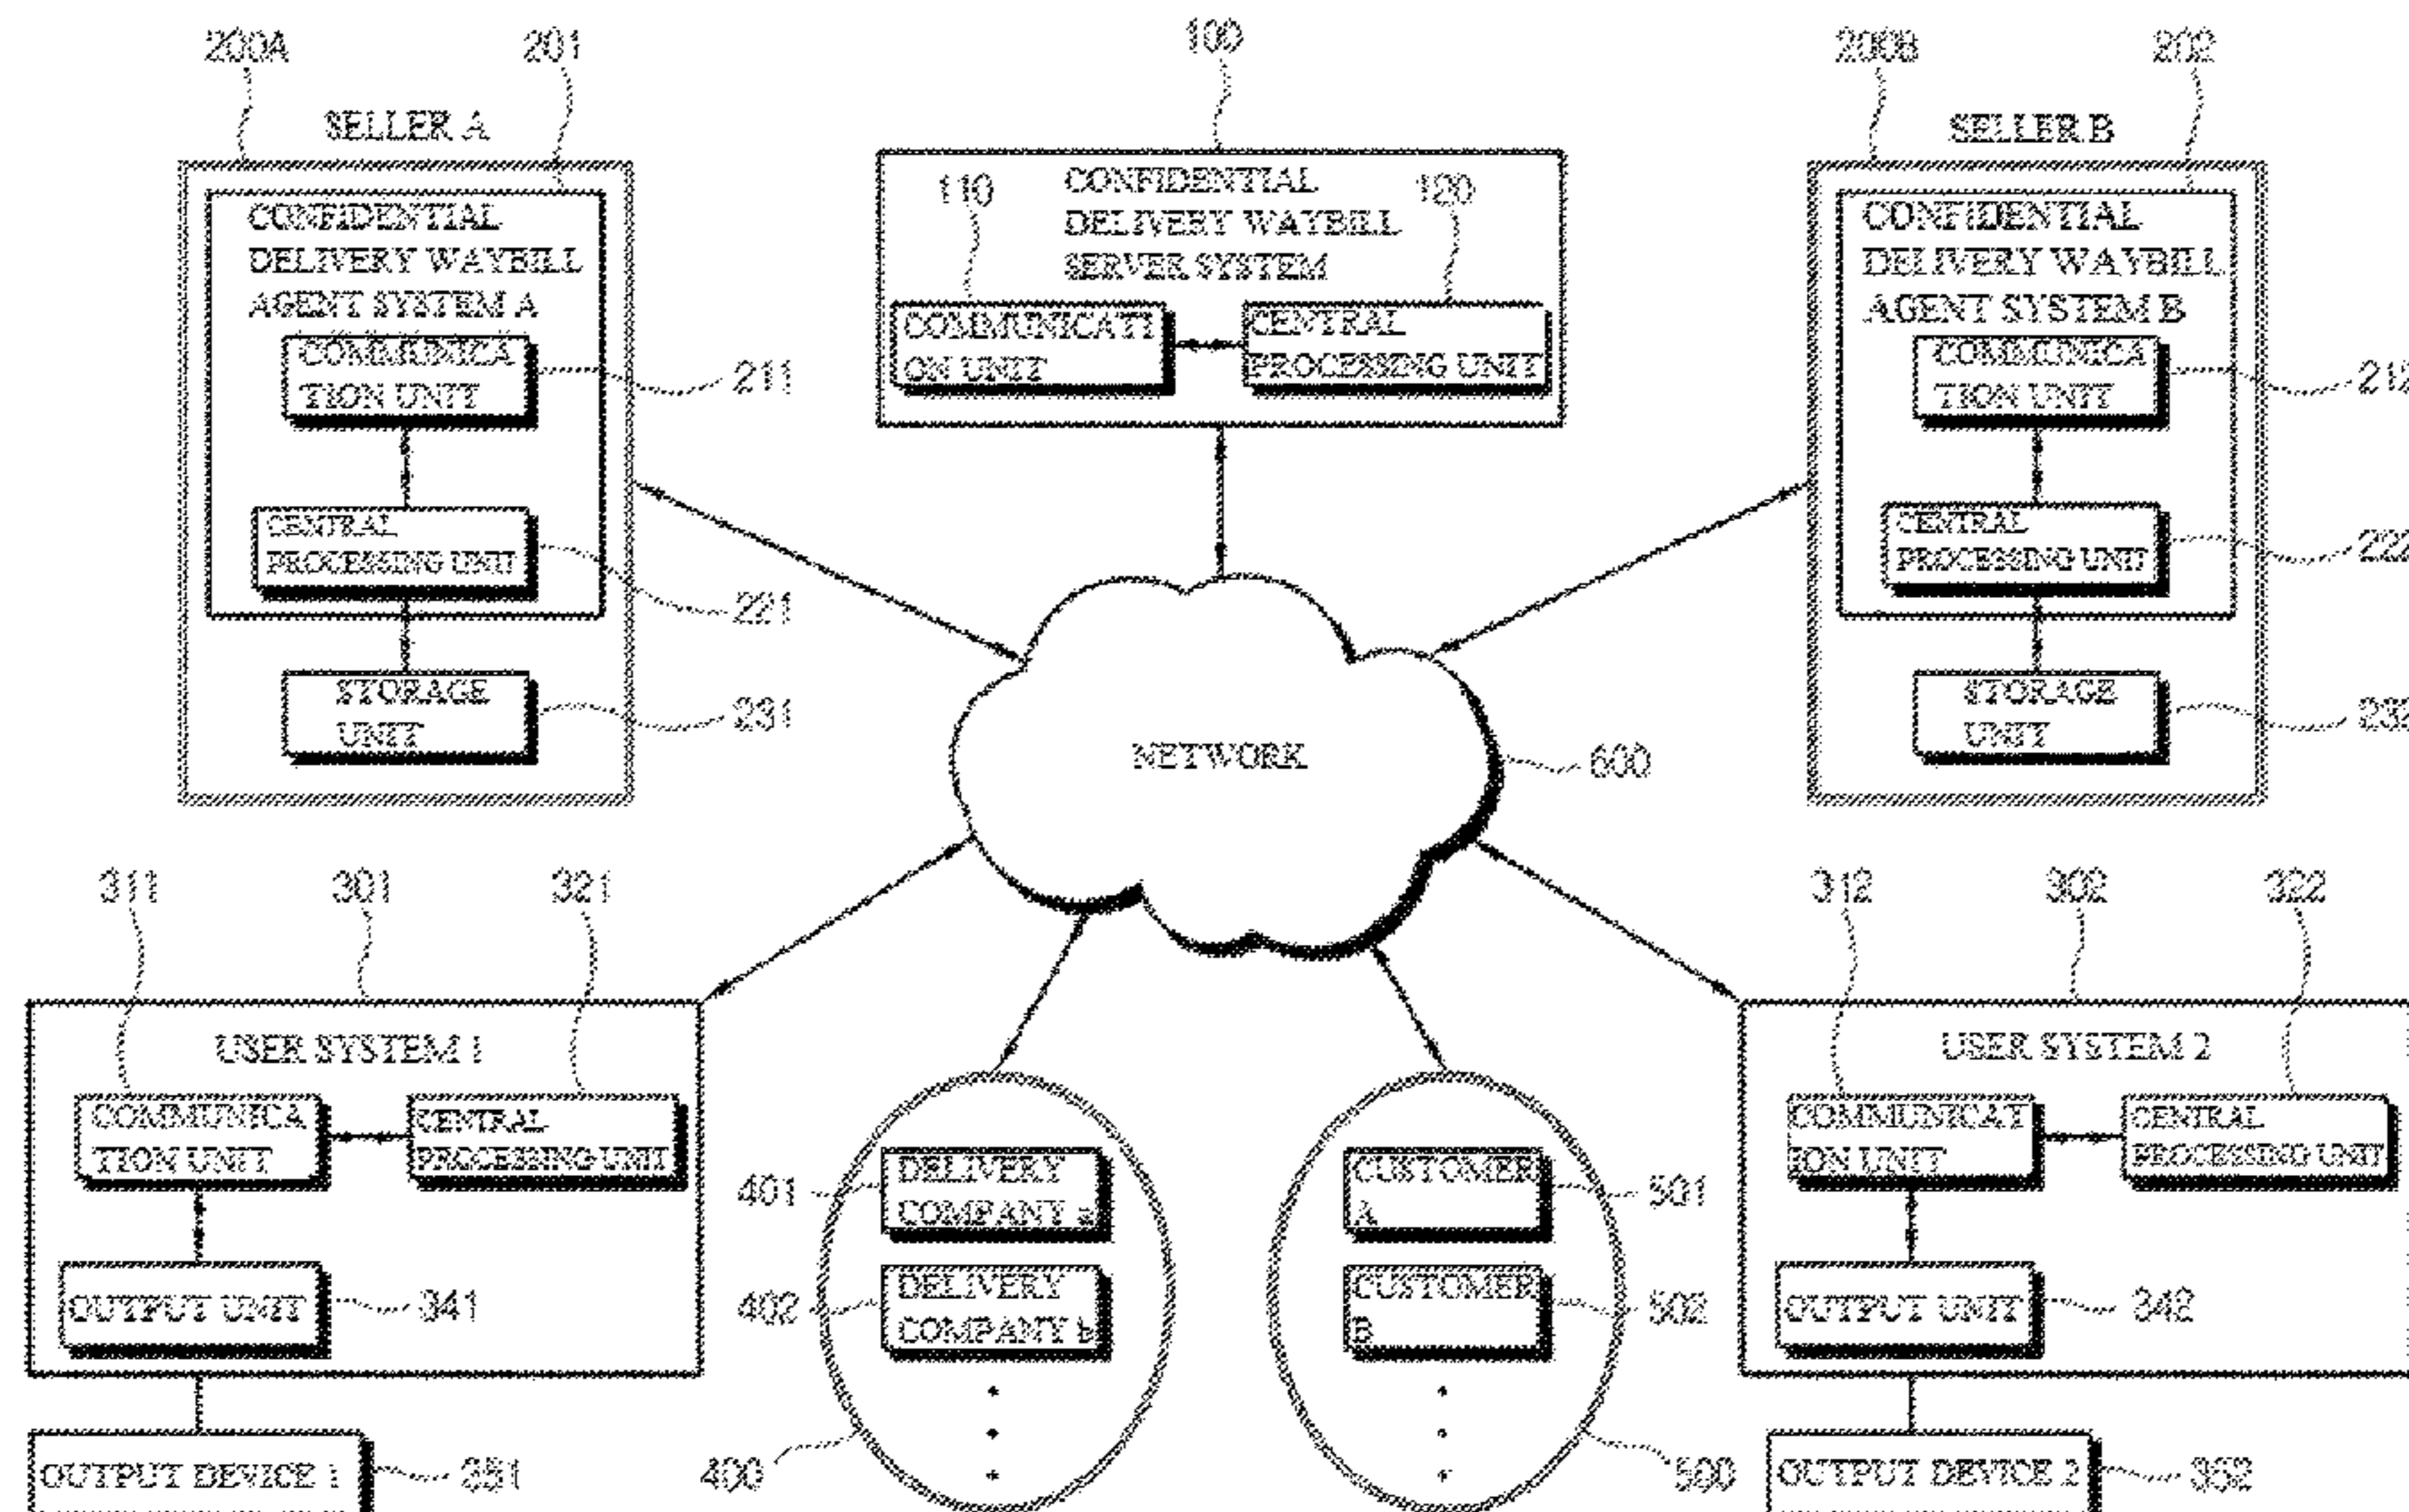 200A
201
100
200B
202
SELLER A
SELLER B
CONFIDENTIAL
DELIVERY WAYBILL
AGENT SYSTEM A
COMMUNICA
TION UNIT
211
CENTRAL
PROCESSING UNIT
221
STORAGE
UNIT
231
110
CONFIDENTIAL
DELIVERY WAYBILL
SERVER SYSTEM
120
COMMUNICATI
ON UNIT
CENTRAL
PROCESSING UNIT
CONFIDENTIAL
DELIVERY WAYBILL
AGENT SYSTEM B
COMMUNICA
TION UNIT
212
CENTRAL
PROCESSING UNIT
222
STORAGE
UNIT
232
NETWORK
600
311
301
321
USER SYSTEM 1
COMMUNICA
TION UNIT
CENTRAL
PROCESSING UNIT
OUTPUT UNIT
341
OUTPUT DEVICE 1
351
401
DELIVERY
COMPANY a
402
DELIVERY
COMPANY b
400
CUSTOMER
A
501
CUSTOMER
B
502
500
312
302
322
USER SYSTEM 2
COMMUNICAT
ION UNIT
CENTRAL
PROCESSING UNIT
OUTPUT UNIT
342
OUTPUT DEVICE 2
352